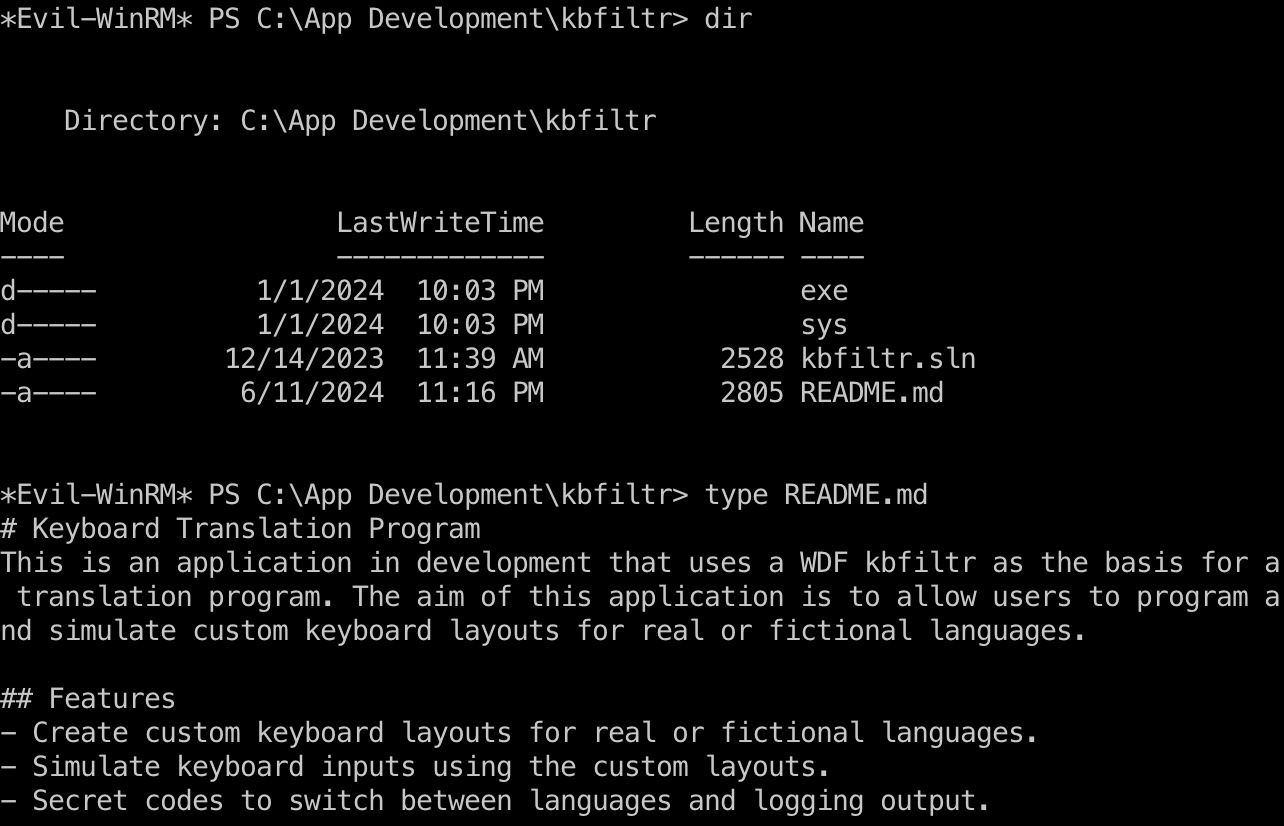 *Evil-WinRM* PS C:\App Development\kbfiltr> dir
Directory: C:\App Development\kbfiltr
Mode                 LastWriteTime         Length Name
----                 -------------         ------ ----
d-----          1/1/2024  10:03 PM                exe
d-----          1/1/2024  10:03 PM                sys
-a----        12/14/2023  11:39 AM           2528 kbfiltr.sln
-a----         6/11/2024  11:16 PM           2805 README.md
*Evil-WinRM* PS C:\App Development\kbfiltr> type README.md
# Keyboard Translation Program
This is an application in development that uses a WDF kbfiltr as the basis for a
 translation program. The aim of this application is to allow users to program a
nd simulate custom keyboard layouts for real or fictional languages.
## Features
- Create custom keyboard layouts for real or fictional languages.
- Simulate keyboard inputs using the custom layouts.
- Secret codes to switch between languages and logging output.